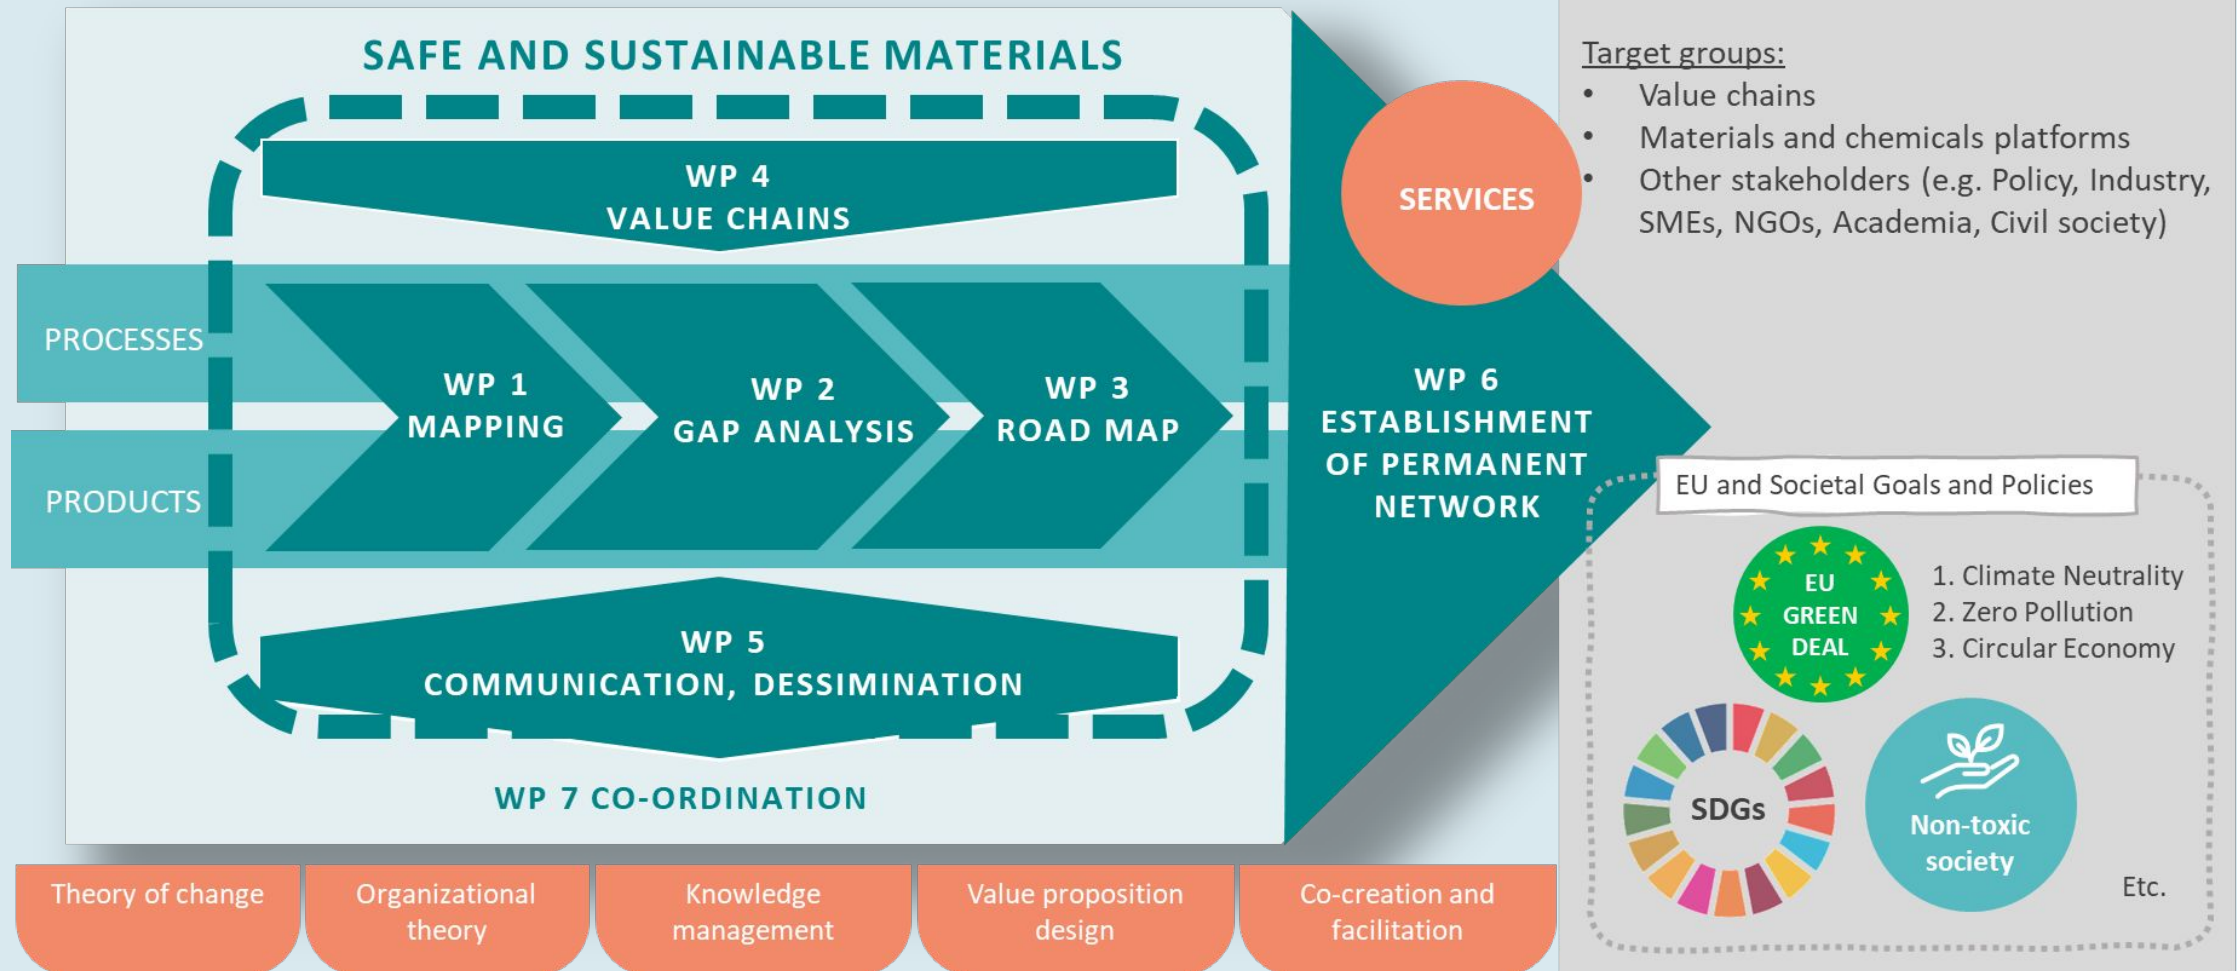 SAFE AND SUSTAINABLE MATERIALS
WP 4
VALUE CHAINS
PROCESSES
PRODUCTS
WP 1
MAPPING
WP 2
GAP ANALYSIS
WP 3
ROAD MAP
WP 5
COMMUNICATION, DESSIMINATION
WP 7 CO-ORDINATION
SERVICES
WP 6
ESTABLISHMENT
OF PERMANENT
NETWORK
Target groups:
• Value chains
• Materials and chemicals platforms
• Other stakeholders (e.g. Policy, Industry,
SMEs, NGOs, Academia, Civil society)
EU and Societal Goals and Policies
EU
GREEN
DEAL
1. Climate Neutrality
2. Zero Pollution
3. Circular Economy
SDGs
Non-toxic
society
Etc.
Theory of change
Organizational
theory
Knowledge
management
Value proposition
design
Co-creation and
facilitation